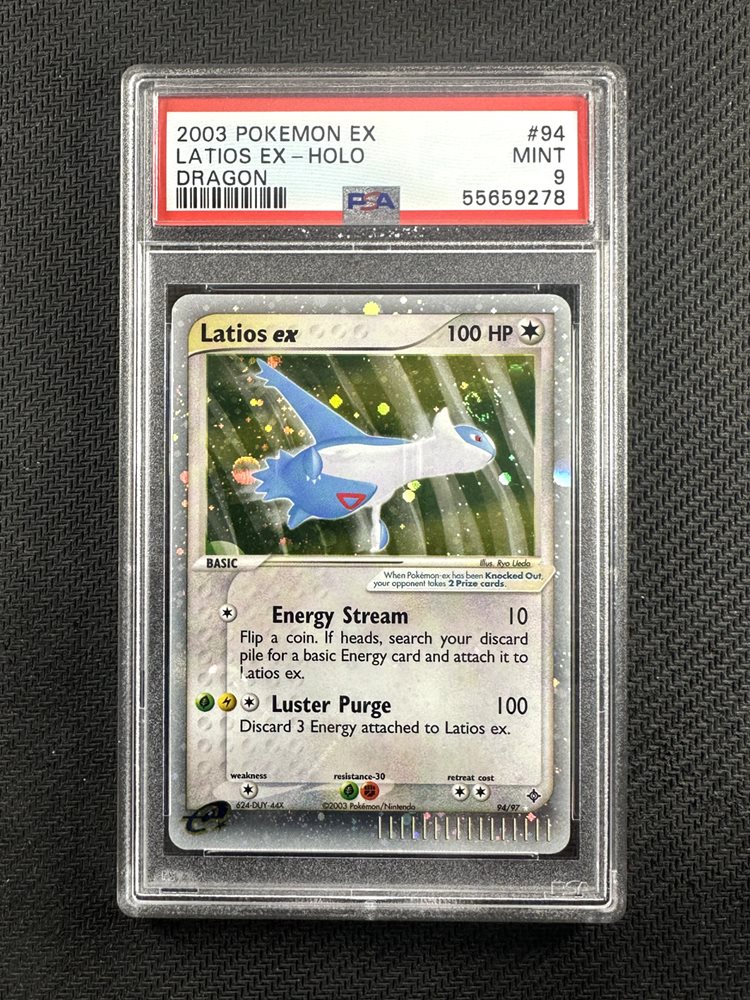 2003 POKEMON EX #94
LATIOS EX - HOLO MINT
DRAGON 9
PSA 55659278
Latios ex 100 HP
BASIC Illus. Ryo Ueda
When Pokémon-ex has been Knocked Out,
your opponent takes 2 Prize cards.
Energy Stream 10
Flip a coin. If heads, search your discard
pile for a basic Energy card and attach it to
Latios ex.
Luster Purge 100
Discard 3 Energy attached to Latios ex.
weakness resistance-30 retreat cost
624-DUY-44X ©2003 Pokémon/Nintendo 94/97